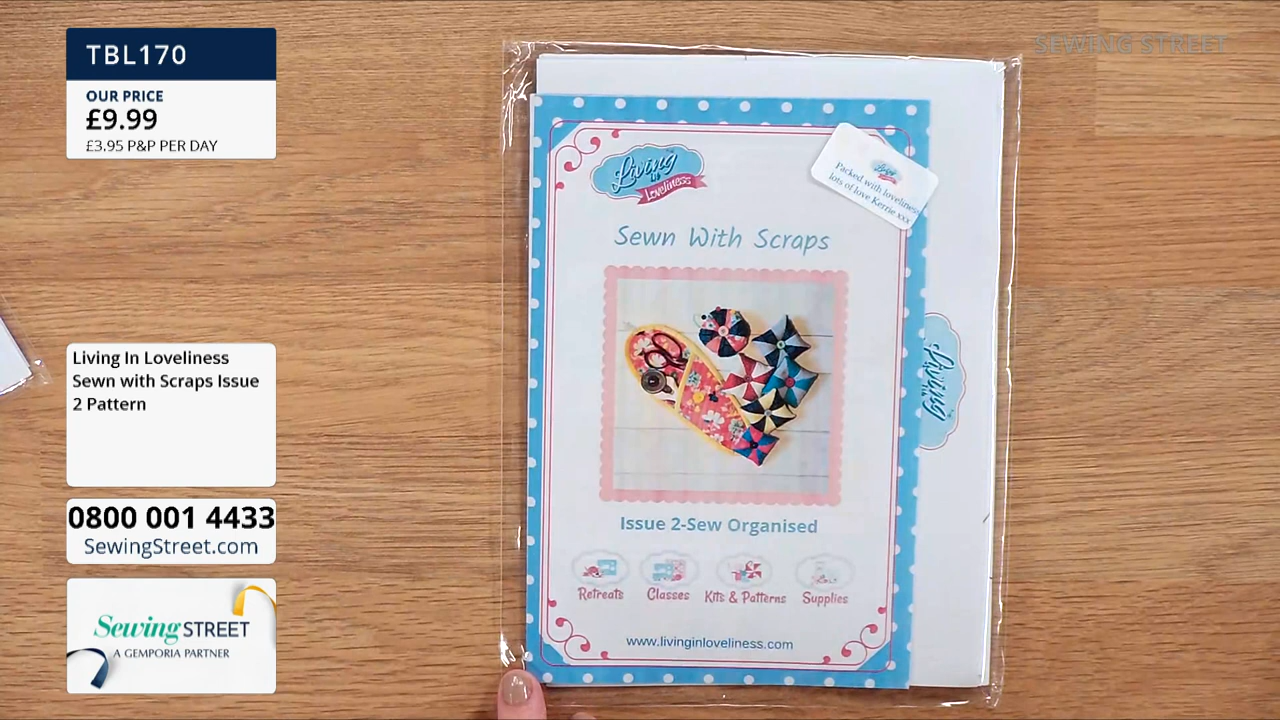 TBL170
OUR PRICE
£9.99
£3.95 P&P PER DAY
SEWING STREET
Living
in
Loveliness
Packed with loveliness
lots of love Kerrie xxx
Sewn With Scraps
Living In Loveliness
Sewn with Scraps Issue
2 Pattern
Living
Issue 2-Sew Organised
0800 001 4433
SewingStreet.com
Retreats Classes Kits & Patterns Supplies
Sewing STREET
A GEMPORIA PARTNER
www.livinginloveliness.com